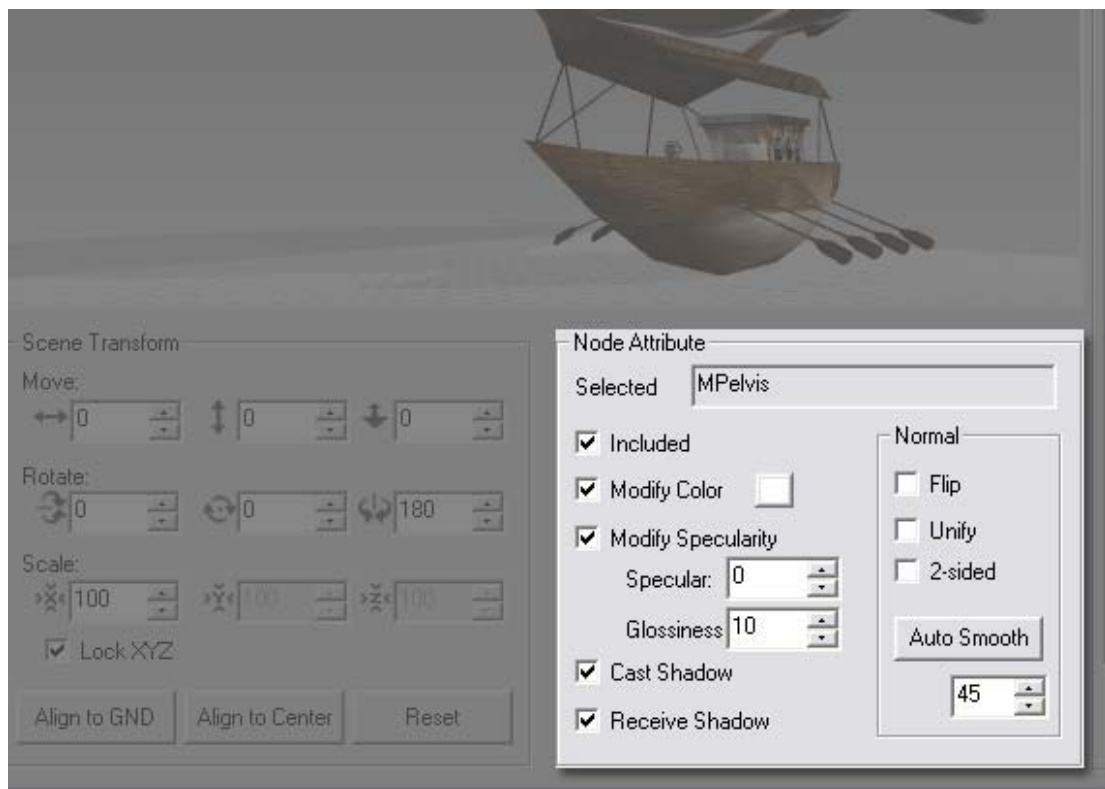 Scene Transform
Move:
0 0 0
Rotate:
0 0 180
Scale:
X 100 Y 100 Z 100
Lock XYZ
Align to GND Align to Center Reset
Node Attribute
Selected MPelvis
Included
Modify Color
Modify Specularity
Specular: 0
Glossiness 10
Cast Shadow
Receive Shadow
Normal
Flip
Unify
2-sided
Auto Smooth
45